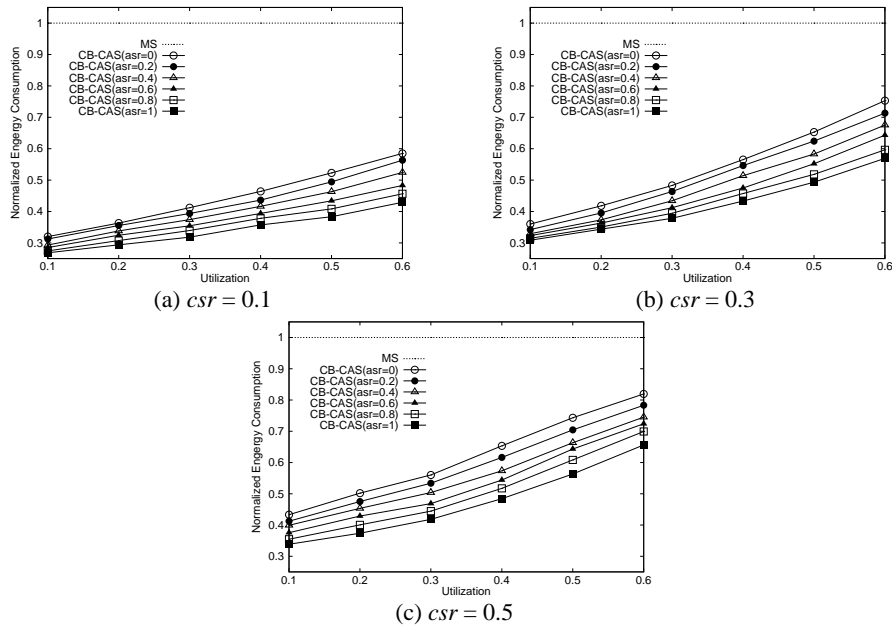 1
0.9
0.8
0.7
0.6
0.5
0.4
0.3
Normalized Engergy Consumption
MS
CB-CAS(asr=0)
CB-CAS(asr=0.2)
CB-CAS(asr=0.4)
CB-CAS(asr=0.6)
CB-CAS(asr=0.8)
CB-CAS(asr=1)
0.1 0.2 0.3 0.4 0.5 0.6
Utilization
(a) csr = 0.1
1
0.9
0.8
0.7
0.6
0.5
0.4
0.3
Normalized Engergy Consumption
MS
CB-CAS(asr=0)
CB-CAS(asr=0.2)
CB-CAS(asr=0.4)
CB-CAS(asr=0.6)
CB-CAS(asr=0.8)
CB-CAS(asr=1)
0.1 0.2 0.3 0.4 0.5 0.6
Utilization
(b) csr = 0.3
1
0.9
0.8
0.7
0.6
0.5
0.4
0.3
Normalized Engergy Consumption
MS
CB-CAS(asr=0)
CB-CAS(asr=0.2)
CB-CAS(asr=0.4)
CB-CAS(asr=0.6)
CB-CAS(asr=0.8)
CB-CAS(asr=1)
0.1 0.2 0.3 0.4 0.5 0.6
Utilization
(c) csr = 0.5